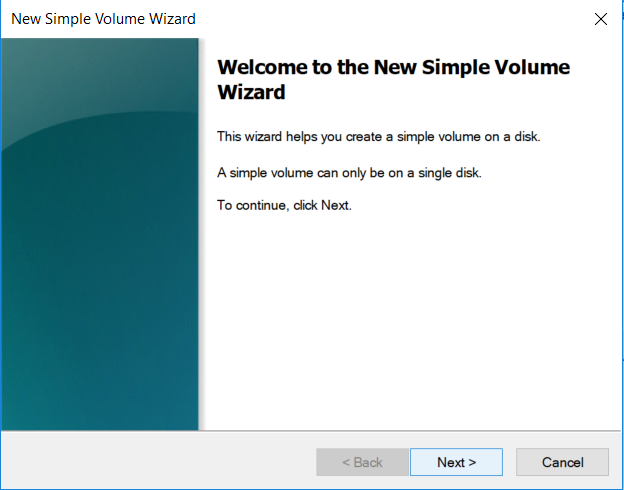 New Simple Volume Wizard
Welcome to the New Simple Volume
Wizard
This wizard helps you create a simple volume on a disk.
A simple volume can only be on a single disk.
To continue, click Next.
< Back
Next >
Cancel